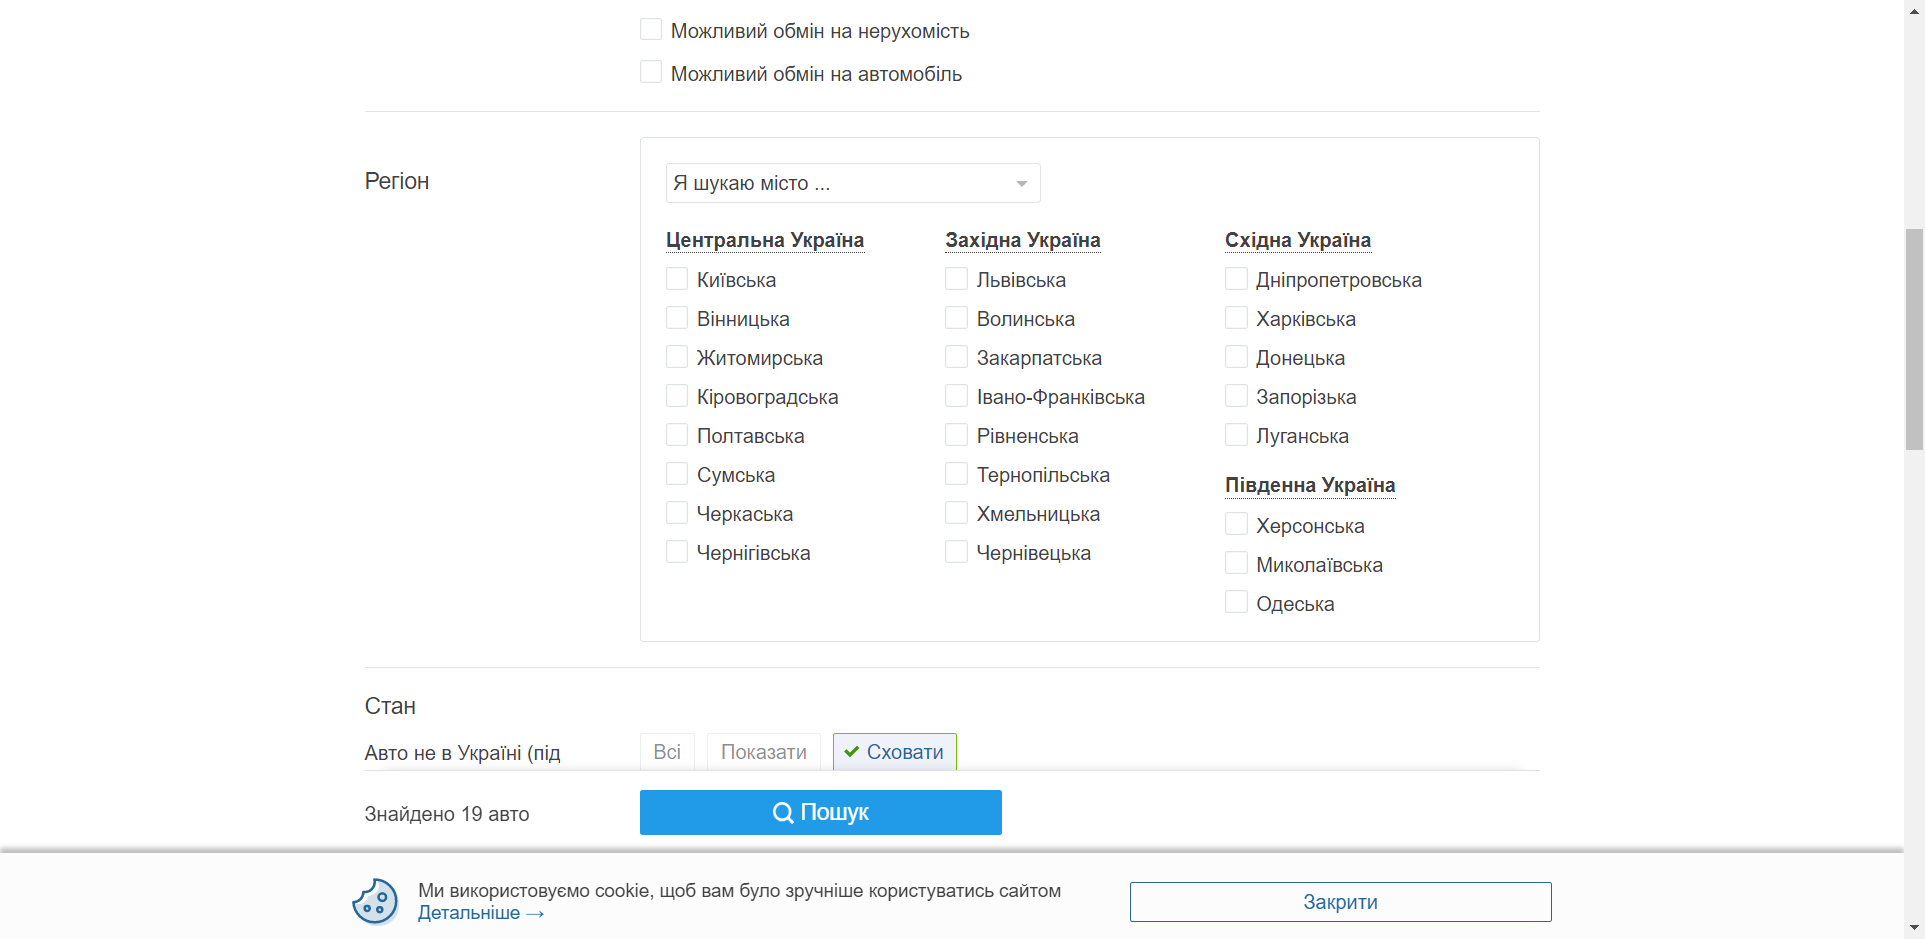 Можливий обмін на нерухомість
Можливий обмін на автомобіль
Регіон
Я шукаю місто ...
Центральна Україна
Київська
Вінницька
Житомирська
Кіровоградська
Полтавська
Сумська
Черкаська
Чернігівська
Західна Україна
Львівська
Волинська
Закарпатська
Івано-Франківська
Рівненська
Тернопільська
Хмельницька
Чернівецька
Східна Україна
Дніпропетровська
Харківська
Донецька
Запорізька
Луганська
Південна Україна
Херсонська
Миколаївська
Одеська
Стан
Авто не в Україні (під
Всі Показати Сховати
Знайдено 19 авто
Пошук
Ми використовуємо cookie, щоб вам було зручніше користуватись сайтом
Детальніше →
Закрити